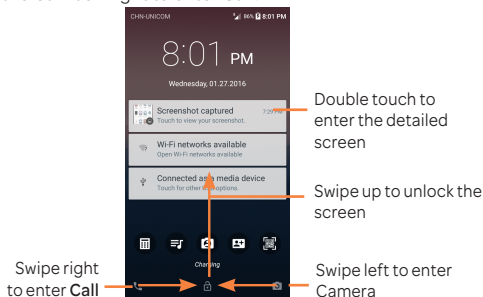 CHN-UNICOM 86% 8:01 PM
8:01 PM
Wednesday, 01.27.2016
Screenshot captured
Touch to view your screenshot.
Wi-Fi networks available
Open Wi-Fi networks available
Connected as a media device
Touch for other options.
Charging
Double touch to
enter the detailed
screen
Swipe up to unlock the
screen
Swipe right
to enter Call
Swipe left to enter
Camera